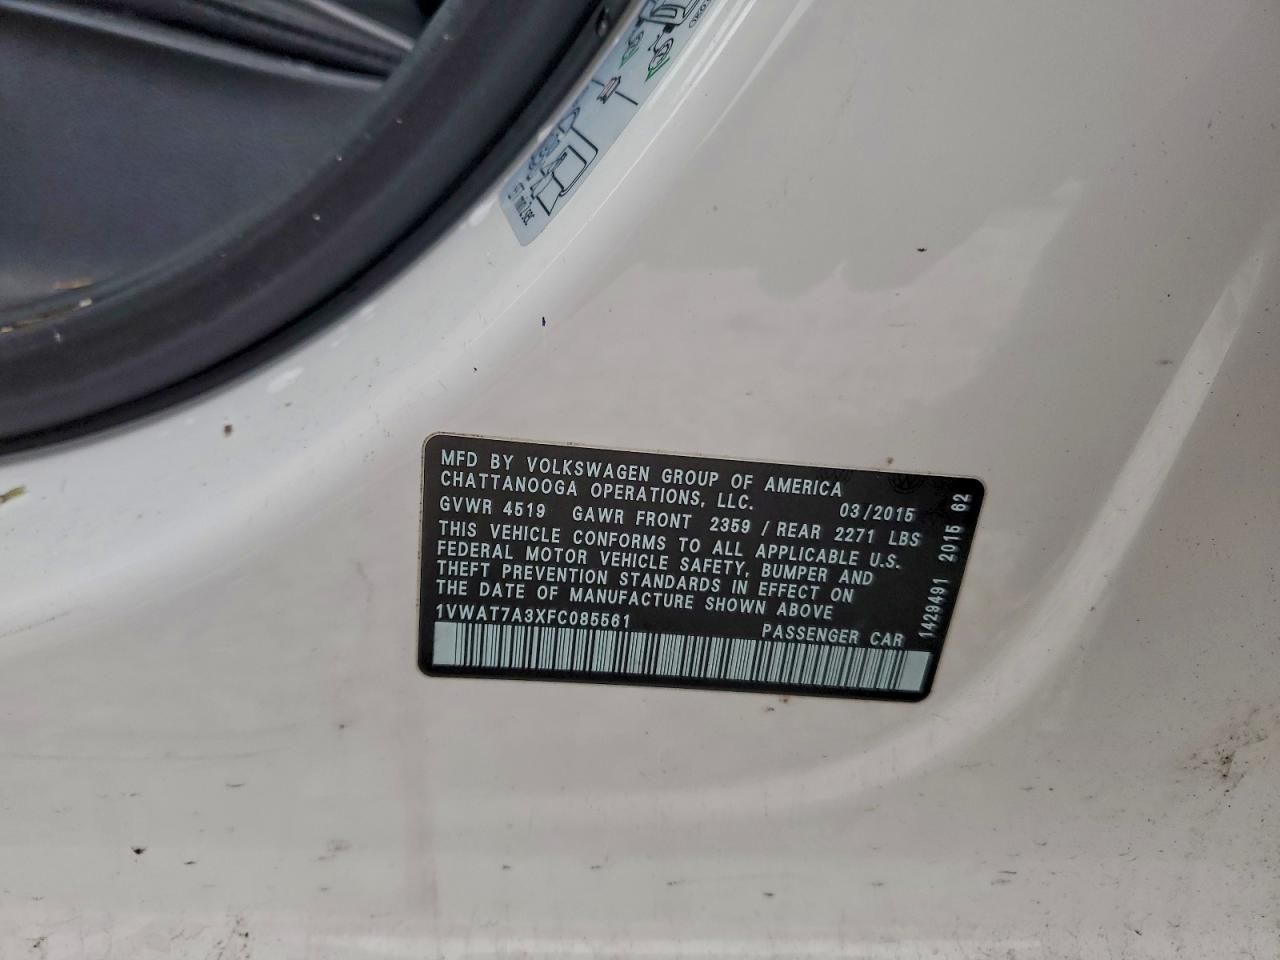 MFD BY VOLKSWAGEN GROUP OF AMERICA
CHATTANOOGA OPERATIONS, LLC. 03/2015
GVWR 4519 GAWR FRONT 2359 / REAR 2271 LBS
THIS VEHICLE CONFORMS TO ALL APPLICABLE U.S.
FEDERAL MOTOR VEHICLE SAFETY, BUMPER AND
THEFT PREVENTION STANDARDS IN EFFECT ON
THE DATE OF MANUFACTURE SHOWN ABOVE
1VWAT7A3XFC085561 PASSENGER CAR
1429491 2015 62